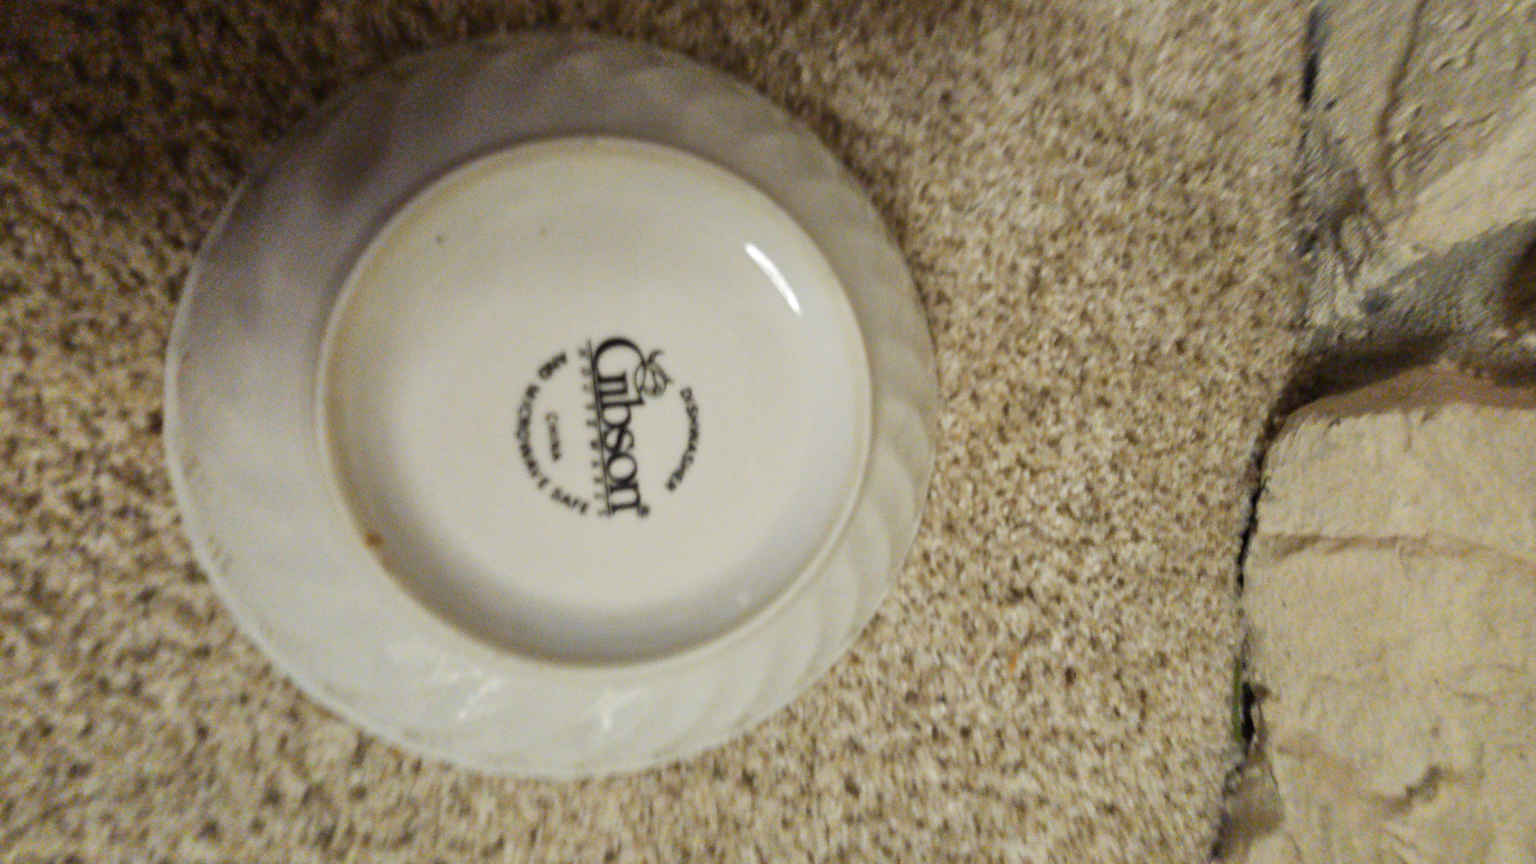 DISHWASHER
Gibson®
CHINA
AND MICROWAVE SAFE